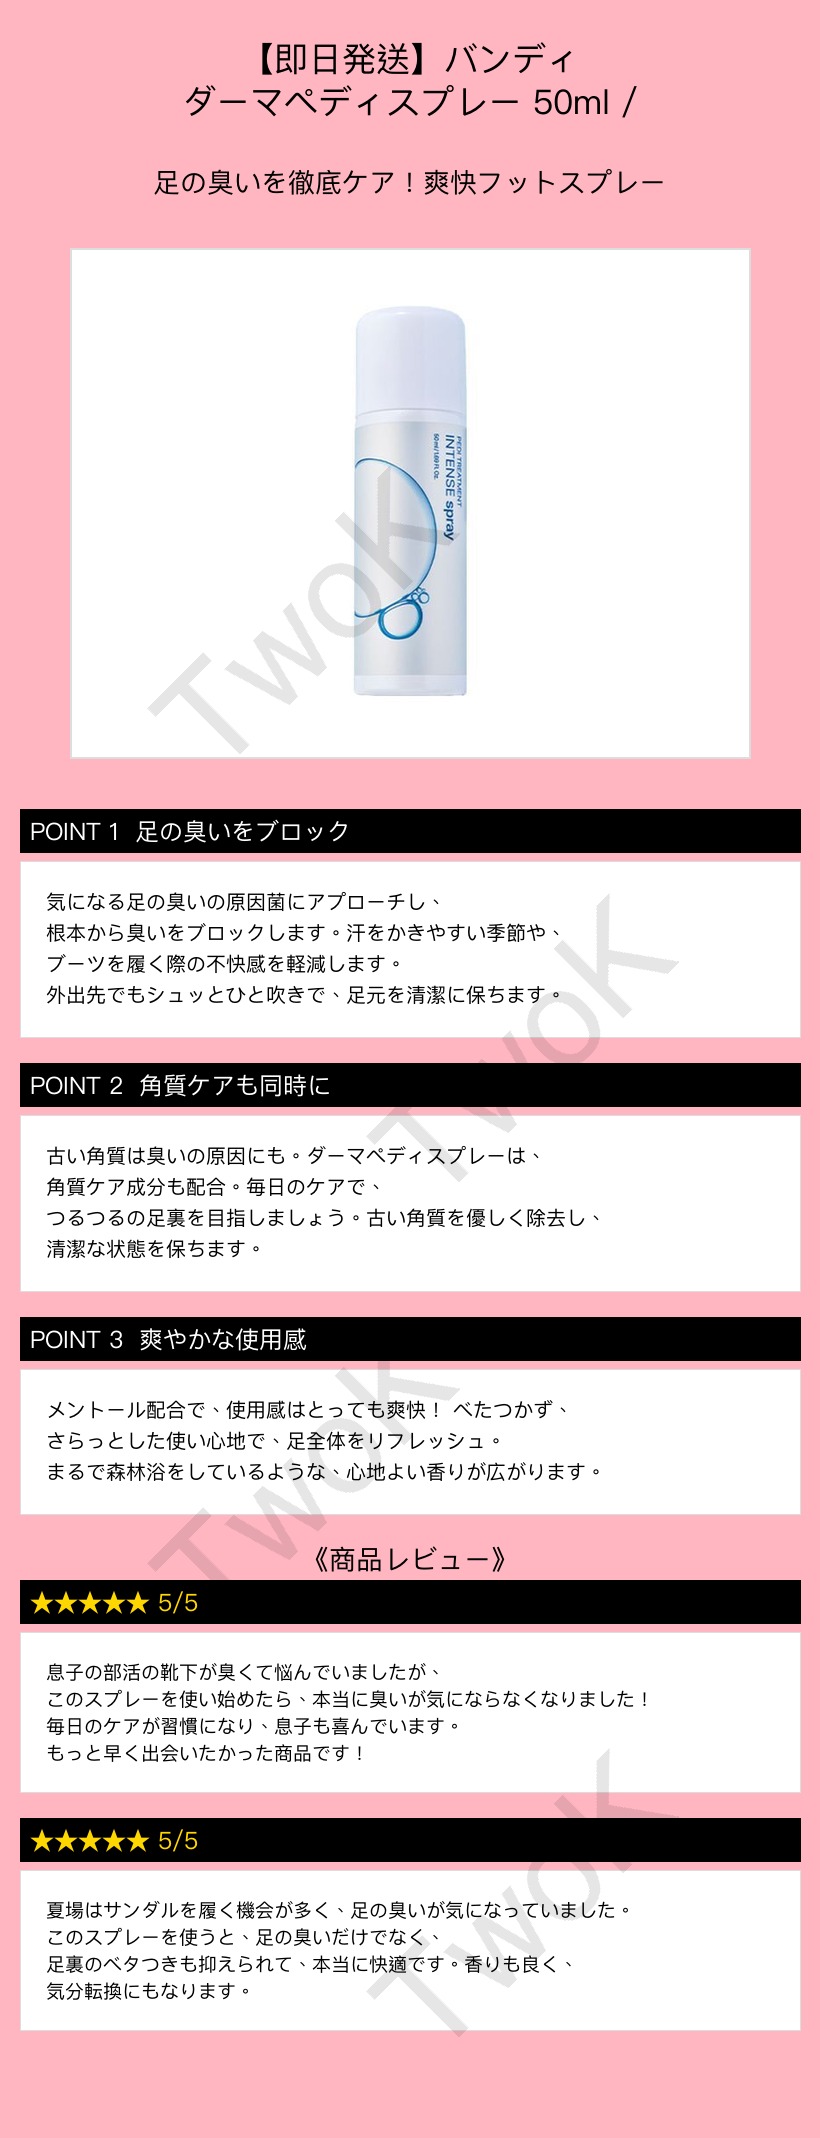 【即日発送】バンディ
ダーマペディスプレー 50ml /
足の臭いを徹底ケア！爽快フットスプレー
PEDI TREATMENT
INTENSE spray
50ml/1.69 fl. Oz.
TwoK
POINT 1 足の臭いをブロック
気になる足の臭いの原因菌にアプローチし、
根本から臭いをブロックします。汗をかきやすい季節や、
ブーツを履く際の不快感を軽減します。
外出先でもシュッとひと吹きで、足元を清潔に保ちます。
TwoK
POINT 2 角質ケアも同時に
古い角質は臭いの原因にも。ダーマペディスプレーは、
角質ケア成分も配合。毎日のケアで、
つるつるの足裏を目指しましょう。古い角質を優しく除去し、
清潔な状態を保ちます。
POINT 3 爽やかな使用感
メントール配合で、使用感はとっても爽快！ べたつかず、
さらっとした使い心地で、足全体をリフレッシュ。
まるで森林浴をしているような、心地よい香りが広がります。
TwoK
《商品レビュー》
★★★★★ 5/5
息子の部活の靴下が臭くて悩んでいましたが、
このスプレーを使い始めたら、本当に臭いが気にならなくなりました！
毎日のケアが習慣になり、息子も喜んでいます。
もっと早く出会いたかった商品です！
★★★★★ 5/5
夏場はサンダルを履く機会が多く、足の臭いが気になっていました。
このスプレーを使うと、足の臭いだけでなく、
足裏のベタつきも抑えられて、本当に快適です。香りも良く、
気分転換にもなります。
TwoK